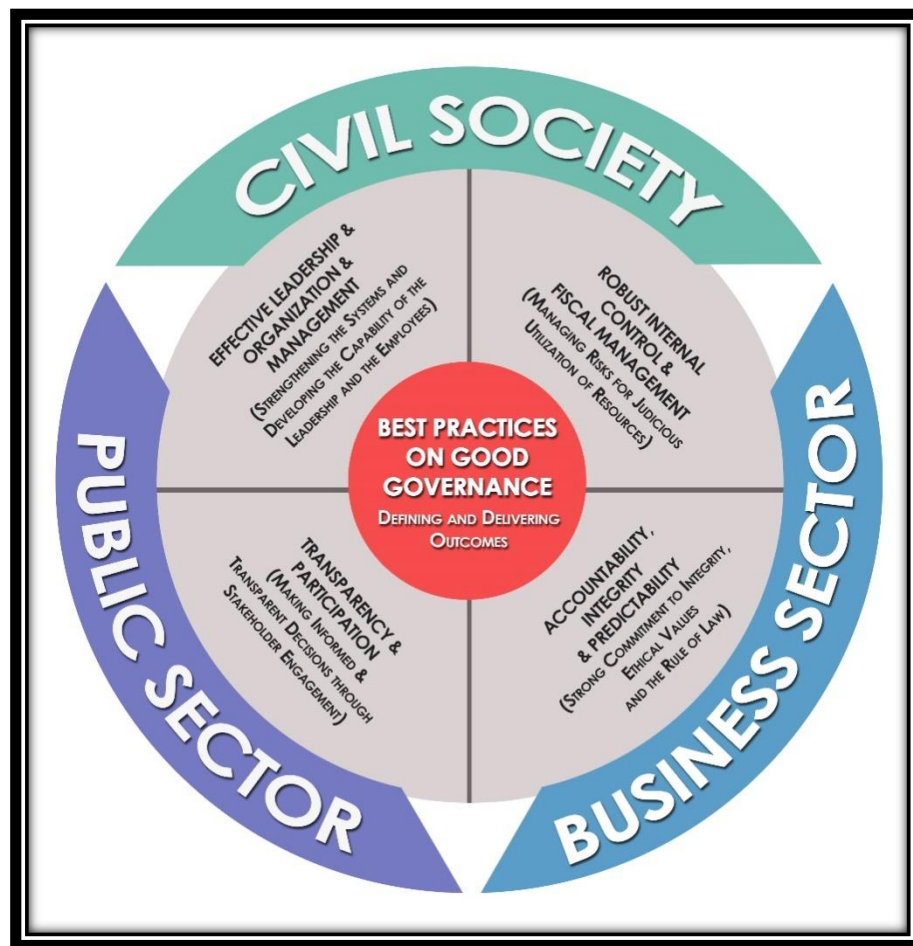 CIVIL SOCIETY
EFFECTIVE LEADERSHIP &
ORGANIZATION &
MANAGEMENT
(STRENGTHENING THE SYSTEMS AND
DEVELOPING THE CAPABILITY OF THE
LEADERSHIP AND THE EMPLOYEES)
ROBUST INTERNAL
CONTROL &
FISCAL MANAGEMENT
(MANAGING RISKS FOR JUDICIOUS
UTILIZATION OF RESOURCES)
BEST PRACTICES
ON GOOD
GOVERNANCE
DEFINING AND DELIVERING
OUTCOMES
TRANSPARENCY &
PARTICIPATION
(MAKING INFORMED &
TRANSPARENT DECISIONS THROUGH
STAKEHOLDER ENGAGEMENT)
ACCOUNTABILITY,
INTEGRITY
& PREDICTABILITY
(STRONG COMMITMENT TO INTEGRITY,
ETHICAL VALUES
AND THE RULE OF LAW)
PUBLIC SECTOR
BUSINESS SECTOR